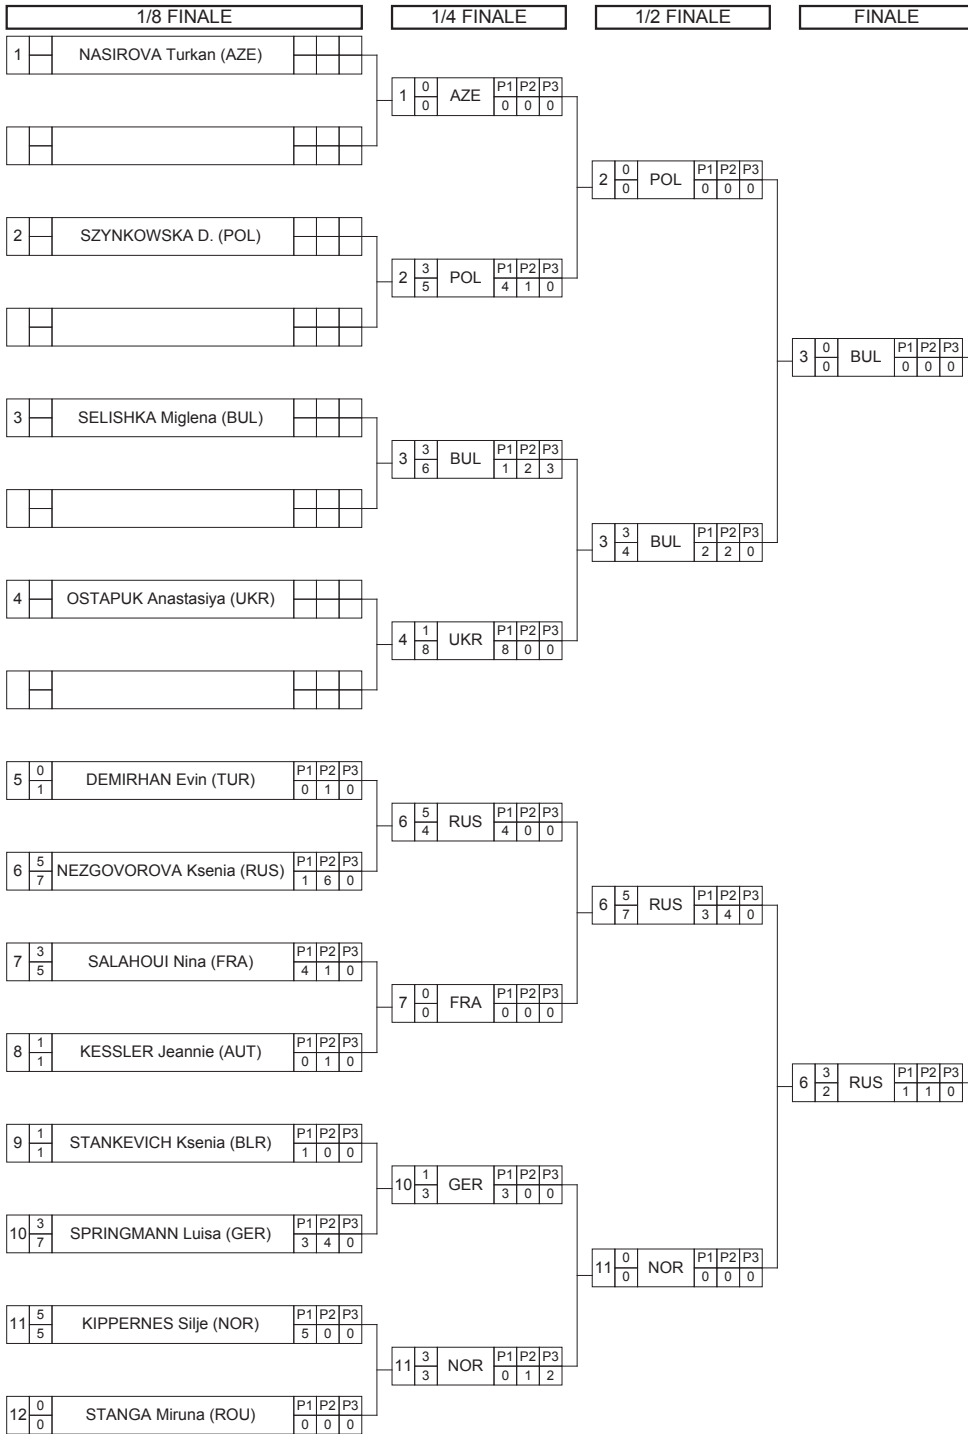 1/8 FINALE 1/4 FINALE 1/2 FINALE FINALE
1 NASIROVA Turkan (AZE)
1 0 AZE P1 P2 P3
0 0 0 0
2 0 POL P1 P2 P3
0 0 0 0
2 SZYNKOWSKA D. (POL)
2 3 POL P1 P2 P3
5 4 1 0
3 0 BUL P1 P2 P3
0 0 0 0
3 SELISHKA Miglena (BUL)
3 3 BUL P1 P2 P3
6 1 2 3
3 3 BUL P1 P2 P3
4 2 2 0
4 OSTAPUK Anastasiya (UKR)
4 1 UKR P1 P2 P3
8 8 0 0
5 0 DEMIRHAN Evin (TUR) P1 P2 P3
1 0 1 0
6 5 RUS P1 P2 P3
4 4 0 0
6 5 NEZGOVOROVA Ksenia (RUS) P1 P2 P3
7 1 6 0
6 5 RUS P1 P2 P3
7 3 4 0
7 3 SALAHOUI Nina (FRA) P1 P2 P3
5 4 1 0
7 0 FRA P1 P2 P3
0 0 0 0
8 1 KESSLER Jeannie (AUT) P1 P2 P3
1 0 1 0
6 3 RUS P1 P2 P3
2 1 1 0
9 1 STANKEVICH Ksenia (BLR) P1 P2 P3
1 1 0 0
10 1 GER P1 P2 P3
3 3 0 0
10 3 SPRINGMANN Luisa (GER) P1 P2 P3
7 3 4 0
11 0 NOR P1 P2 P3
0 0 0 0
11 5 KIPPERNES Silje (NOR) P1 P2 P3
5 5 0 0
11 3 NOR P1 P2 P3
3 0 1 2
12 0 STANGA Miruna (ROU) P1 P2 P3
0 0 0 0